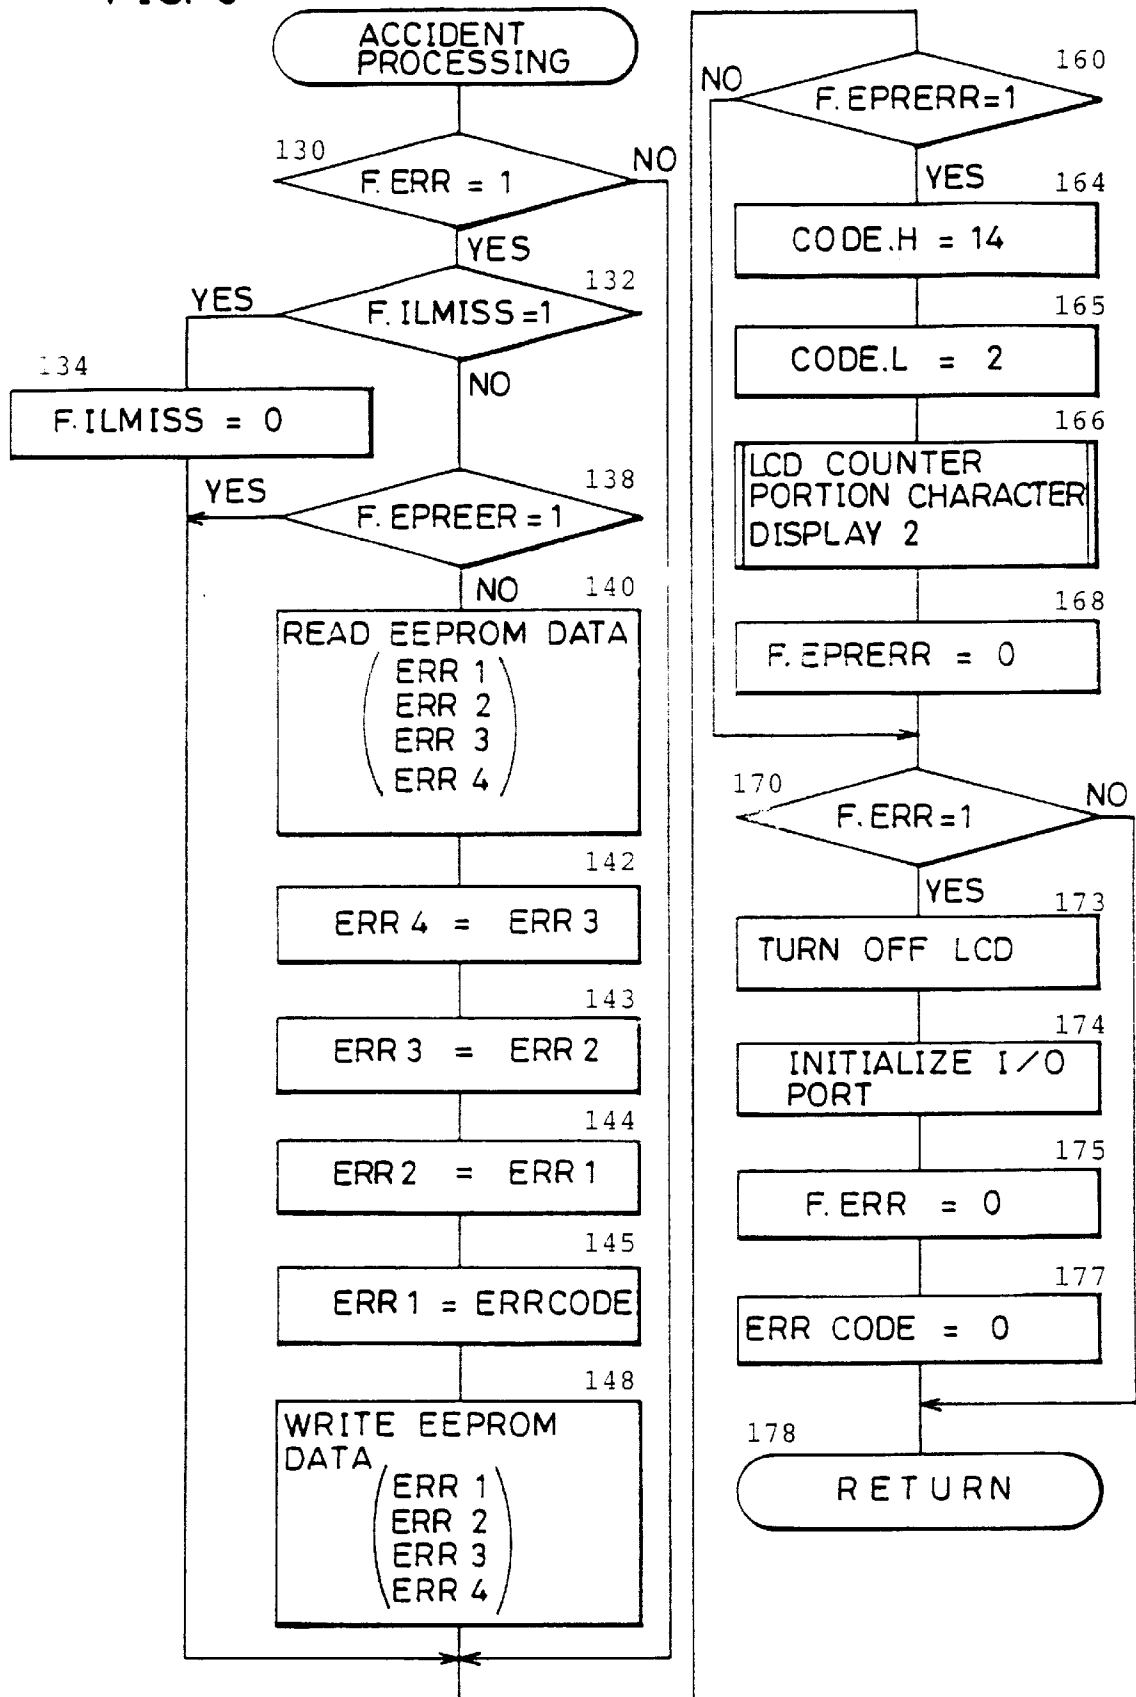 ACCIDENT
PROCESSING
130
F.ERR = 1
NO
YES
132
YES
F.ILMISS=1
134
NO
F.ILMISS = 0
138
YES
F.EPREER=1
NO
140
READ EEPROM DATA
ERR 1
ERR 2
ERR 3
ERR 4
142
ERR 4 = ERR 3
143
ERR 3 = ERR 2
144
ERR 2 = ERR 1
145
ERR 1 = ERRCODE
148
WRITE EEPROM
DATA
ERR 1
ERR 2
ERR 3
ERR 4
160
NO
F.EPRERR=1
YES
164
CODE.H = 14
165
CODE.L = 2
166
LCD COUNTER
PORTION CHARACTER
DISPLAY 2
168
F.EPRERR = 0
170
F.ERR=1
NO
YES
173
TURN OFF LCD
174
INITIALIZE I/O
PORT
175
F.ERR = 0
177
ERR CODE = 0
178
RETURN